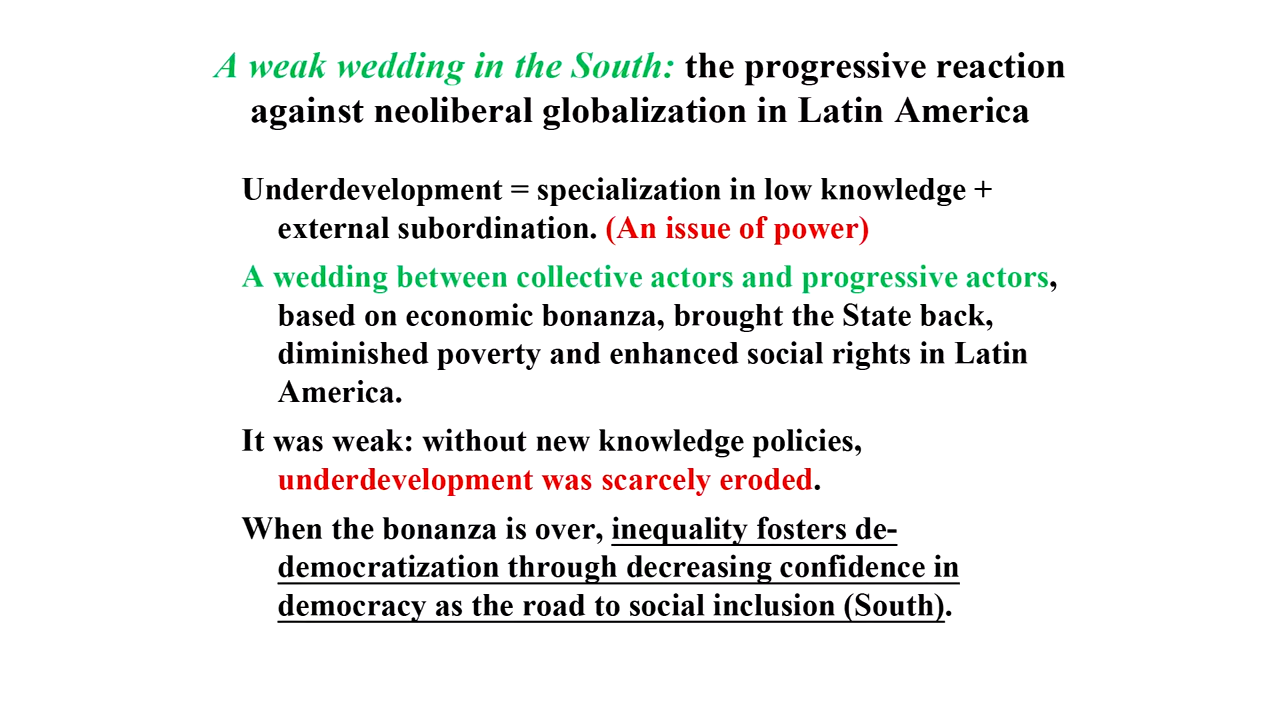 A weak wedding in the South: the progressive reaction
against neoliberal globalization in Latin America
Underdevelopment = specialization in low knowledge +
external subordination. (An issue of power)
A wedding between collective actors and progressive actors,
based on economic bonanza, brought the State back,
diminished poverty and enhanced social rights in Latin
America.
It was weak: without new knowledge policies,
underdevelopment was scarcely eroded.
When the bonanza is over, inequality fosters de-
democratization through decreasing confidence in
democracy as the road to social inclusion (South).